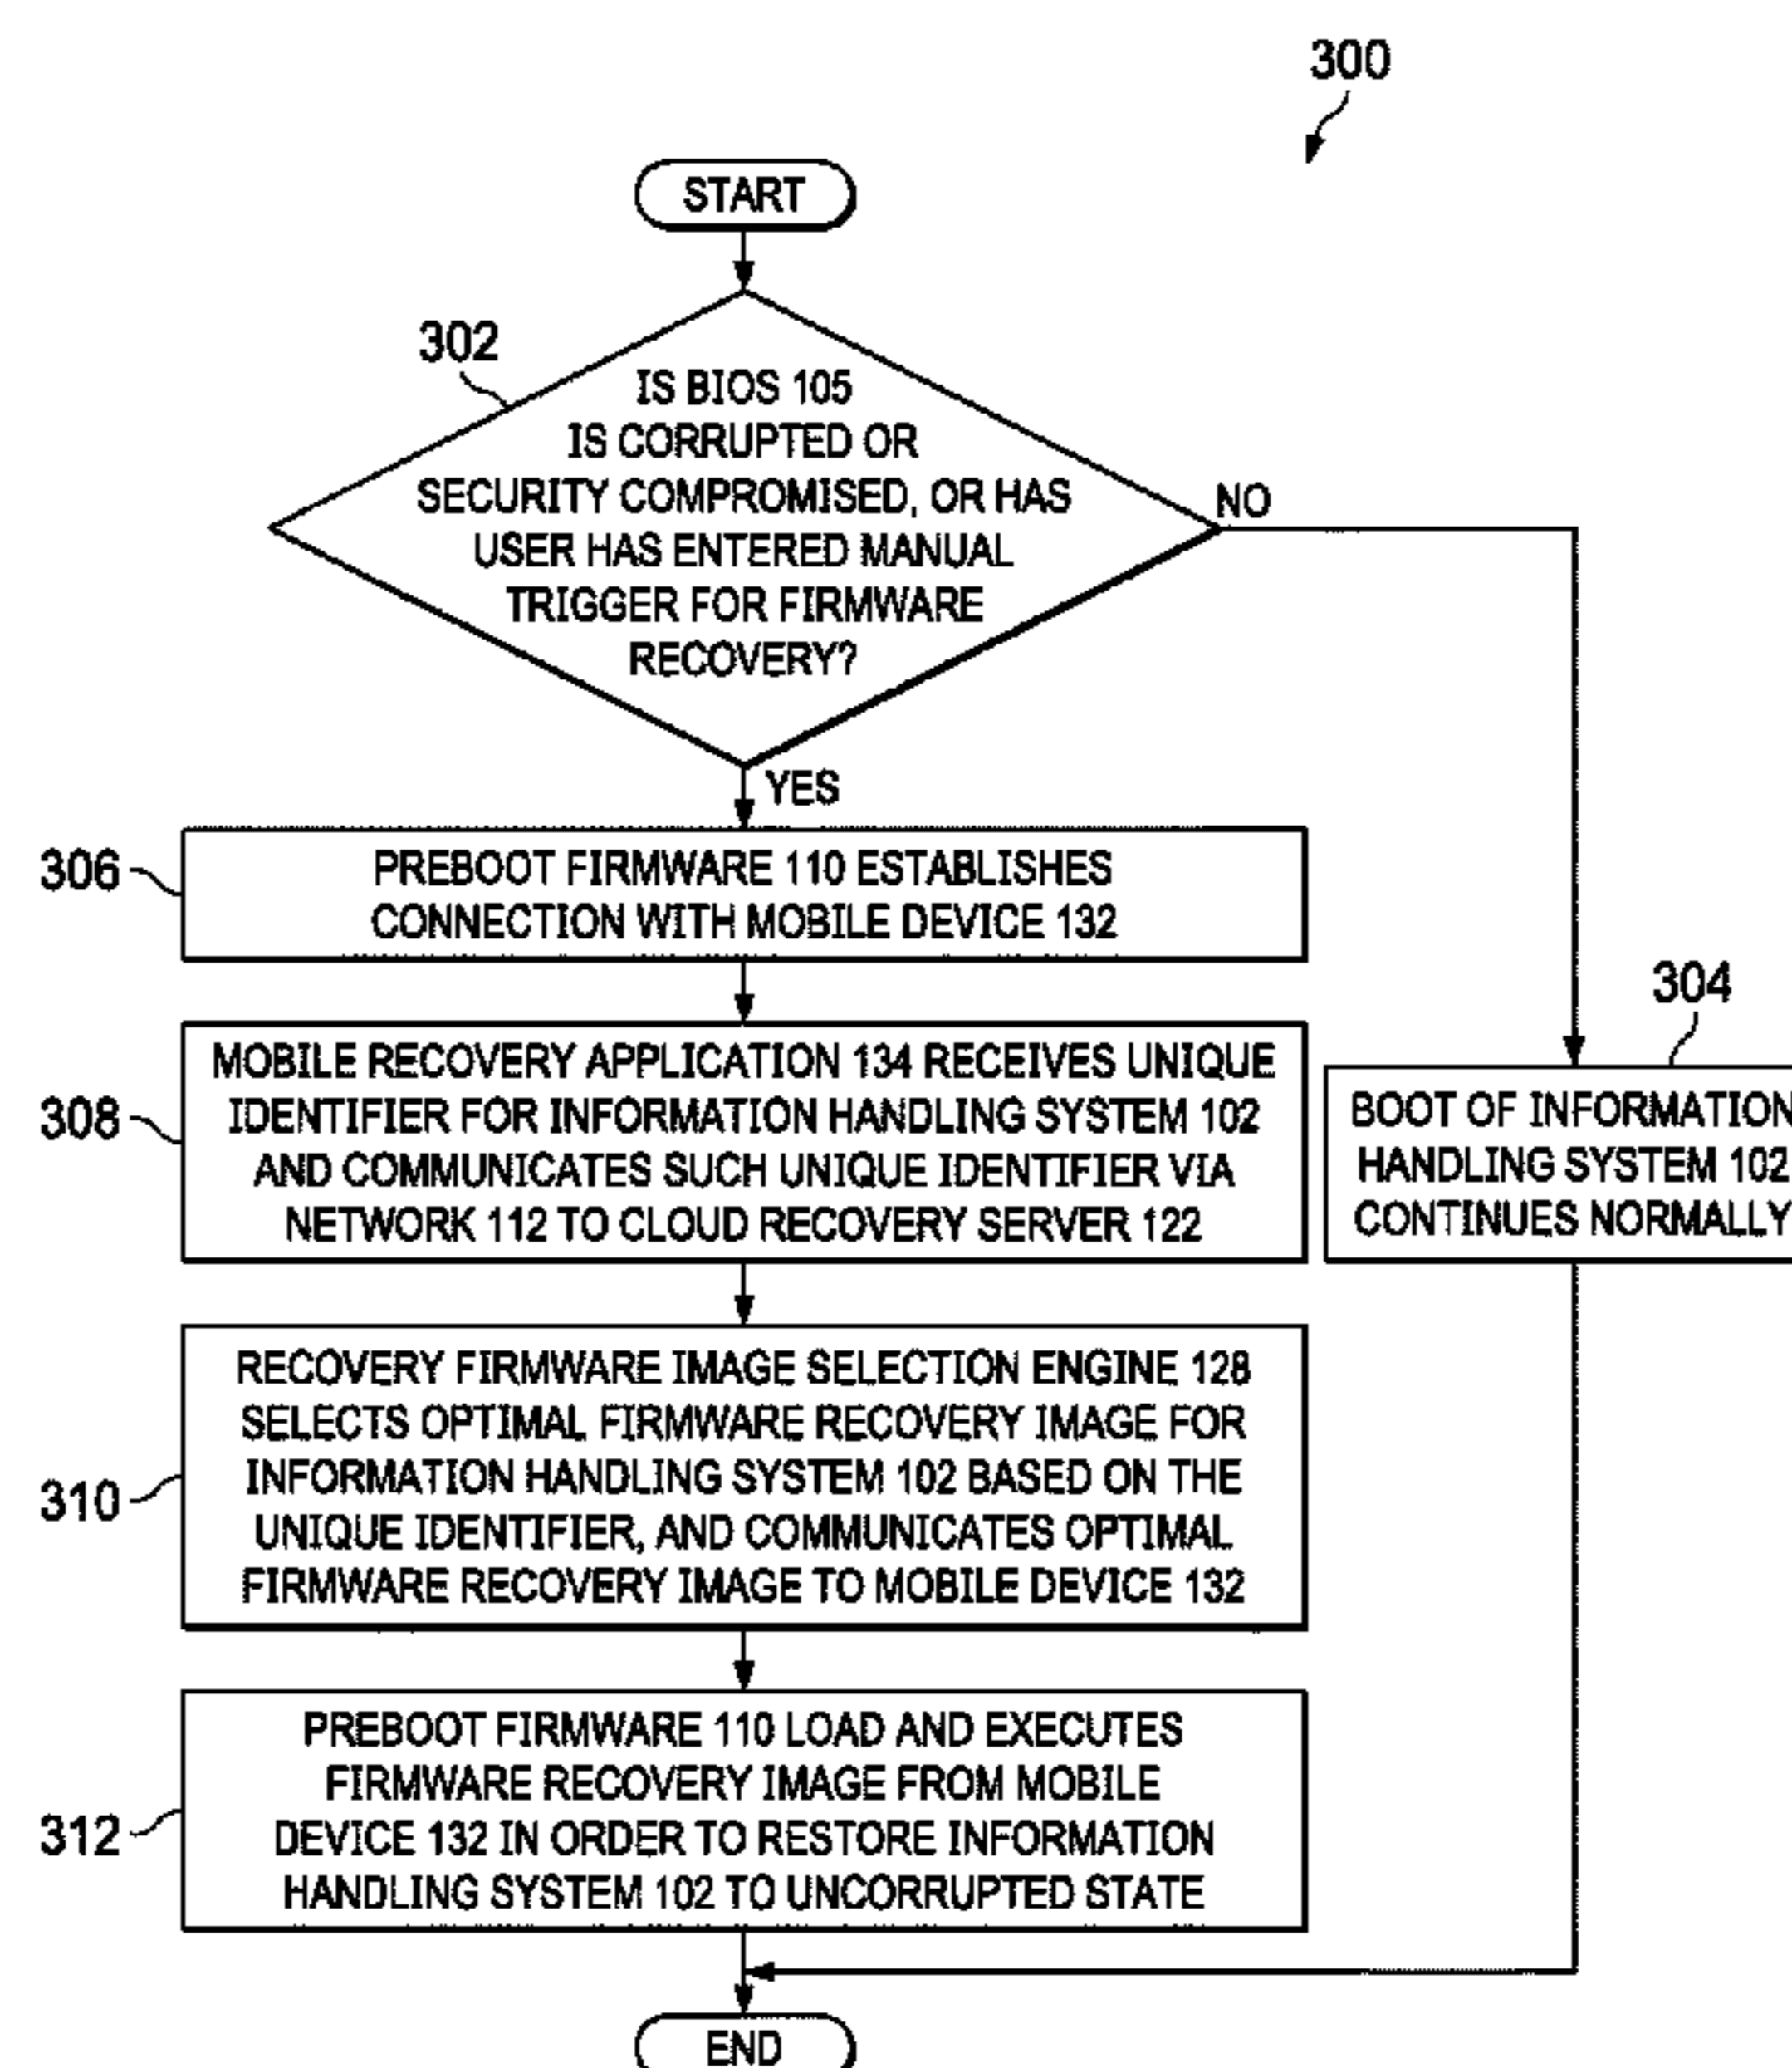 300
START
302
IS BIOS 105
IS CORRUPTED OR
SECURITY COMPROMISED, OR HAS
USER HAS ENTERED MANUAL
TRIGGER FOR FIRMWARE
RECOVERY?
NO
YES
306
PREBOOT FIRMWARE 110 ESTABLISHES
CONNECTION WITH MOBILE DEVICE 132
304
BOOT OF INFORMATION
HANDLING SYSTEM 102
CONTINUES NORMALLY
308
MOBILE RECOVERY APPLICATION 134 RECEIVES UNIQUE
IDENTIFIER FOR INFORMATION HANDLING SYSTEM 102
AND COMMUNICATES SUCH UNIQUE IDENTIFIER VIA
NETWORK 112 TO CLOUD RECOVERY SERVER 122
310
RECOVERY FIRMWARE IMAGE SELECTION ENGINE 128
SELECTS OPTIMAL FIRMWARE RECOVERY IMAGE FOR
INFORMATION HANDLING SYSTEM 102 BASED ON THE
UNIQUE IDENTIFIER, AND COMMUNICATES OPTIMAL
FIRMWARE RECOVERY IMAGE TO MOBILE DEVICE 132
312
PREBOOT FIRMWARE 110 LOAD AND EXECUTES
FIRMWARE RECOVERY IMAGE FROM MOBILE
DEVICE 132 IN ORDER TO RESTORE INFORMATION
HANDLING SYSTEM 102 TO UNCORRUPTED STATE
END